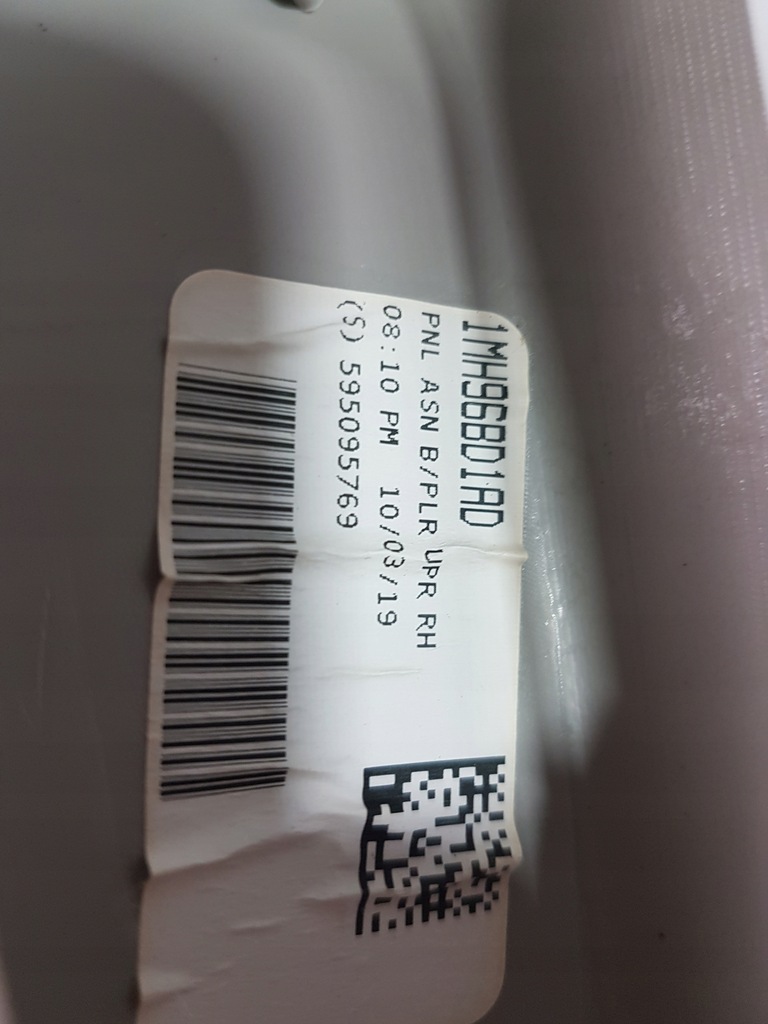 1MH96BD1AD
PNL ASN B/PLR UPR RH
08:10 PM 10/03/19
(S) 595095769